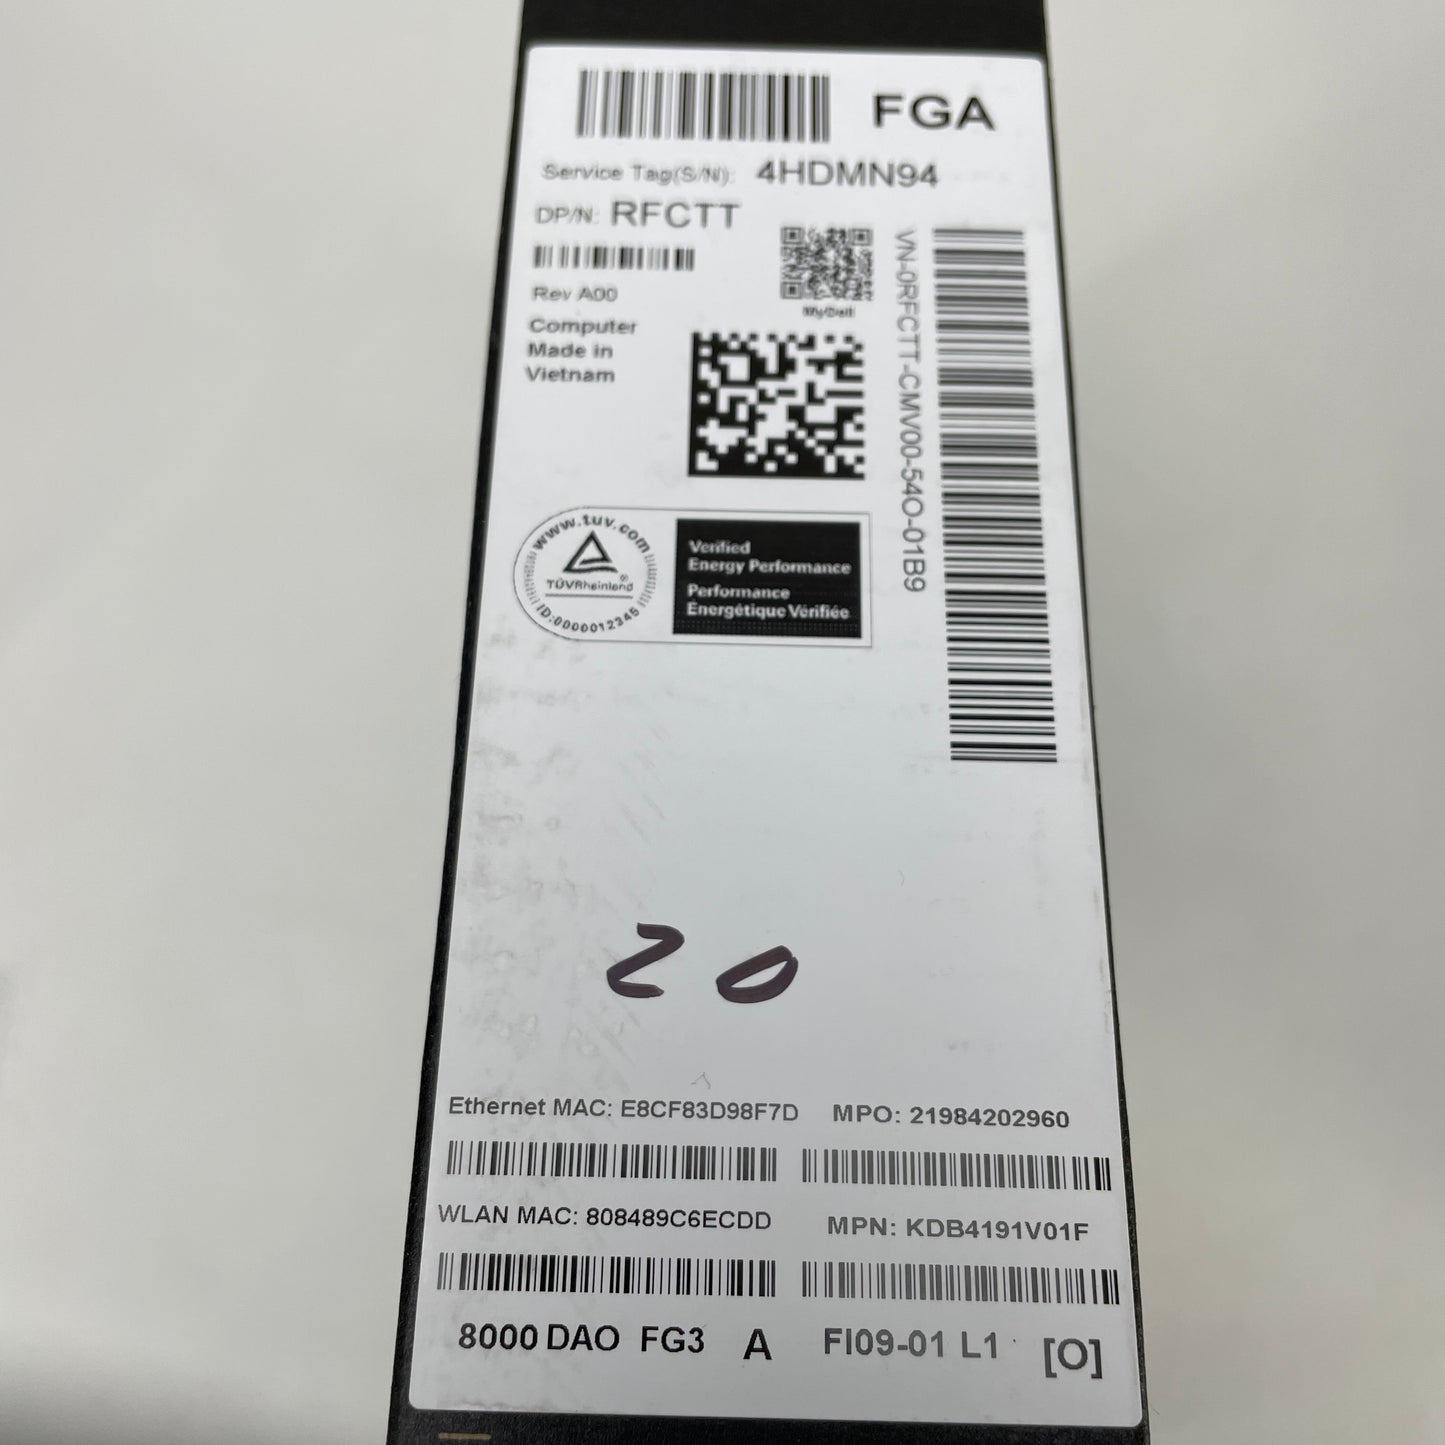 FGA
Service Tag(S/N): 4HDMN94
DP/N: RFCTT
Rev A00
MyDell
Computer
Made in
Vietnam
VN-0RFCTT-CMV00-54O-01B9
www.tuv.com
TÜVRheinland®
ID:0000012345
Verified
Energy Performance
Performance
Énergétique Vérifiée
20
Ethernet MAC: E8CF83D98F7D
MPO: 21984202960
WLAN MAC: 808489C6ECDD
MPN: KDB4191V01F
8000 DAO FG3 A FI09-01 L1 [O]